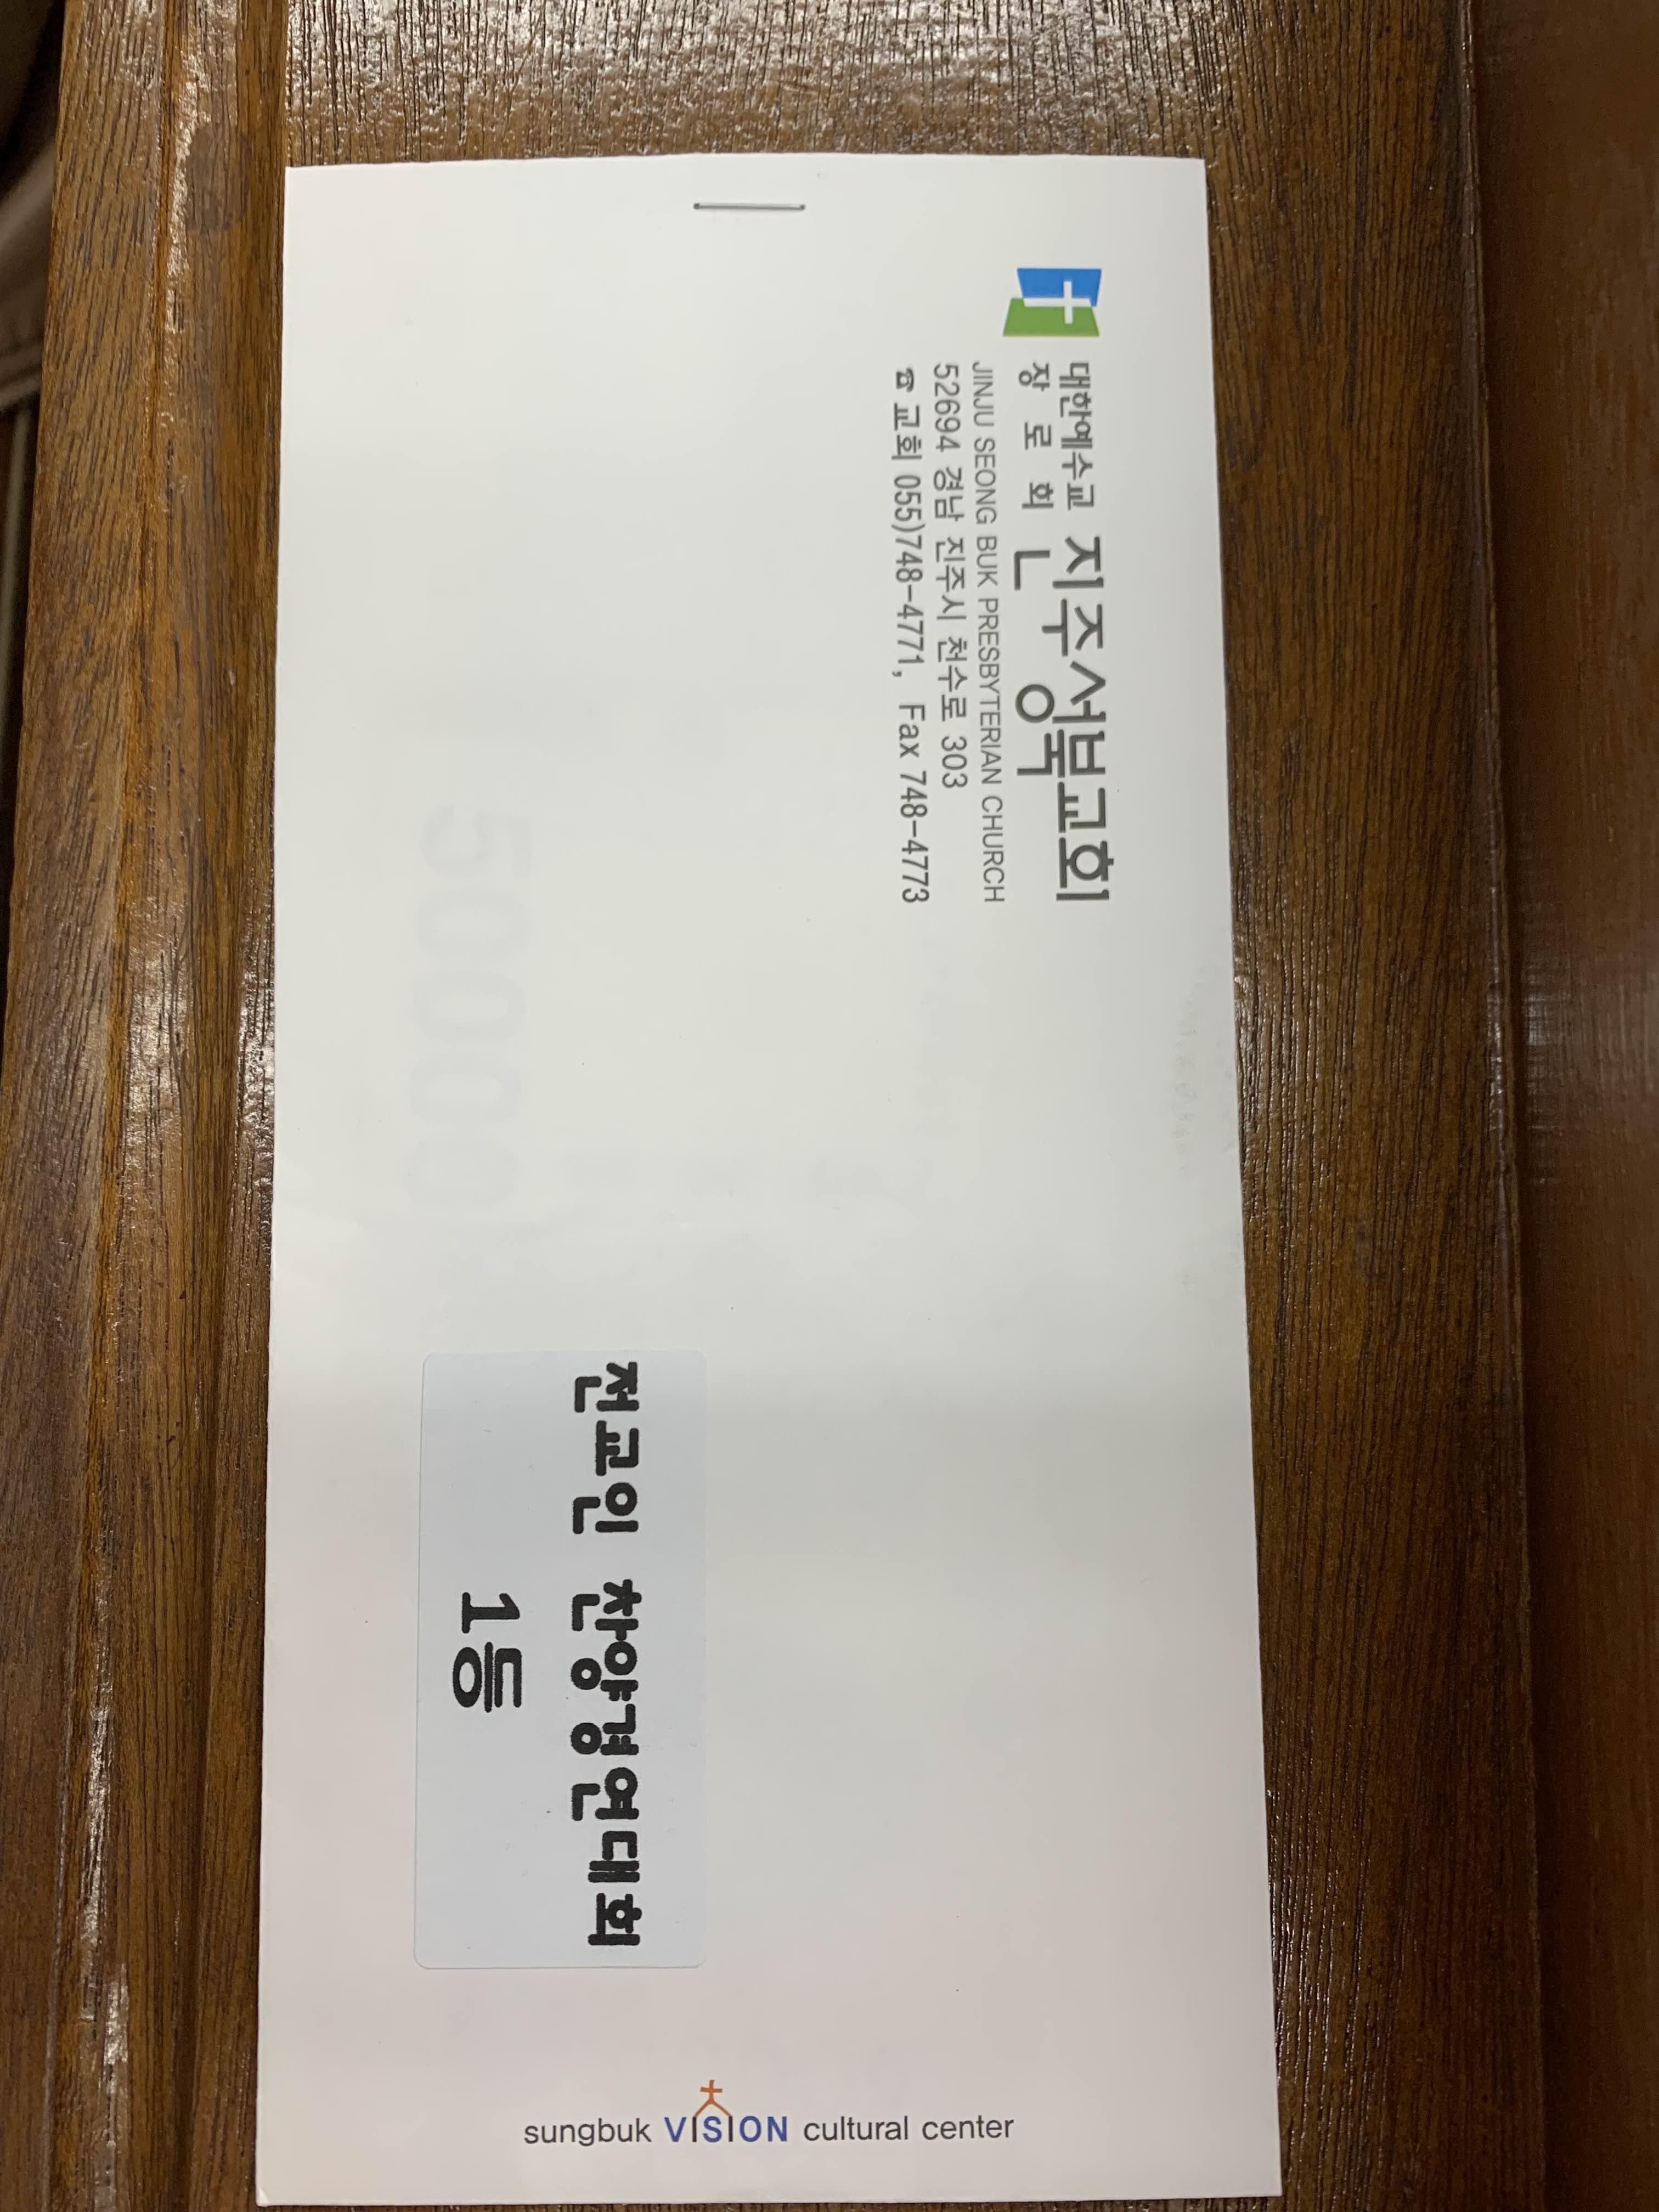 대한예수교
장로회
진주성북교회
JINJU SEONG BUK PRESBYTERIAN CHURCH
52694 경남 진주시 천수로 303
☎ 교회 055)748-4771, Fax 748-4773
50000
전교인 찬양경연대회
1등
sungbuk VISION cultural center